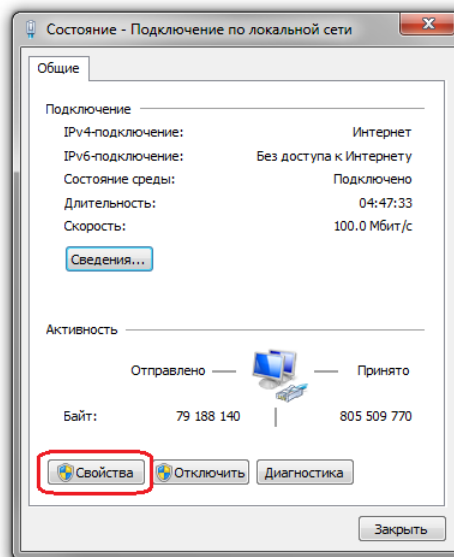 Состояние - Подключение по локальной сети
Общие
Подключение
IPv4-подключение: Интернет
IPv6-подключение: Без доступа к Интернету
Состояние среды: Подключено
Длительность: 04:47:33
Скорость: 100.0 Мбит/с
Сведения...
Активность
Отправлено — — Принято
Байт: 79 188 140 | 805 509 770
Свойства Отключить Диагностика
Закрыть